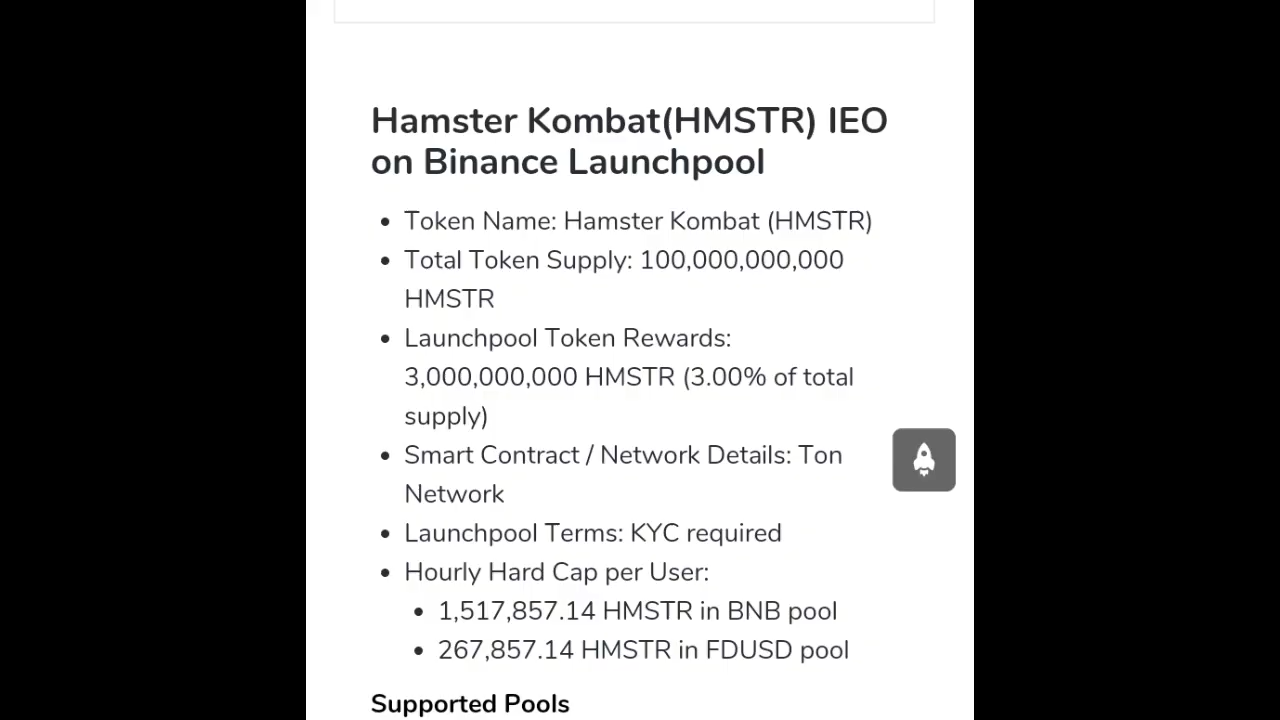 Hamster Kombat(HMSTR) IEO
on Binance Launchpool
• Token Name: Hamster Kombat (HMSTR)
• Total Token Supply: 100,000,000,000
HMSTR
• Launchpool Token Rewards:
3,000,000,000 HMSTR (3.00% of total
supply)
• Smart Contract / Network Details: Ton
Network
• Launchpool Terms: KYC required
• Hourly Hard Cap per User:
• 1,517,857.14 HMSTR in BNB pool
• 267,857.14 HMSTR in FDUSD pool
Supported Pools